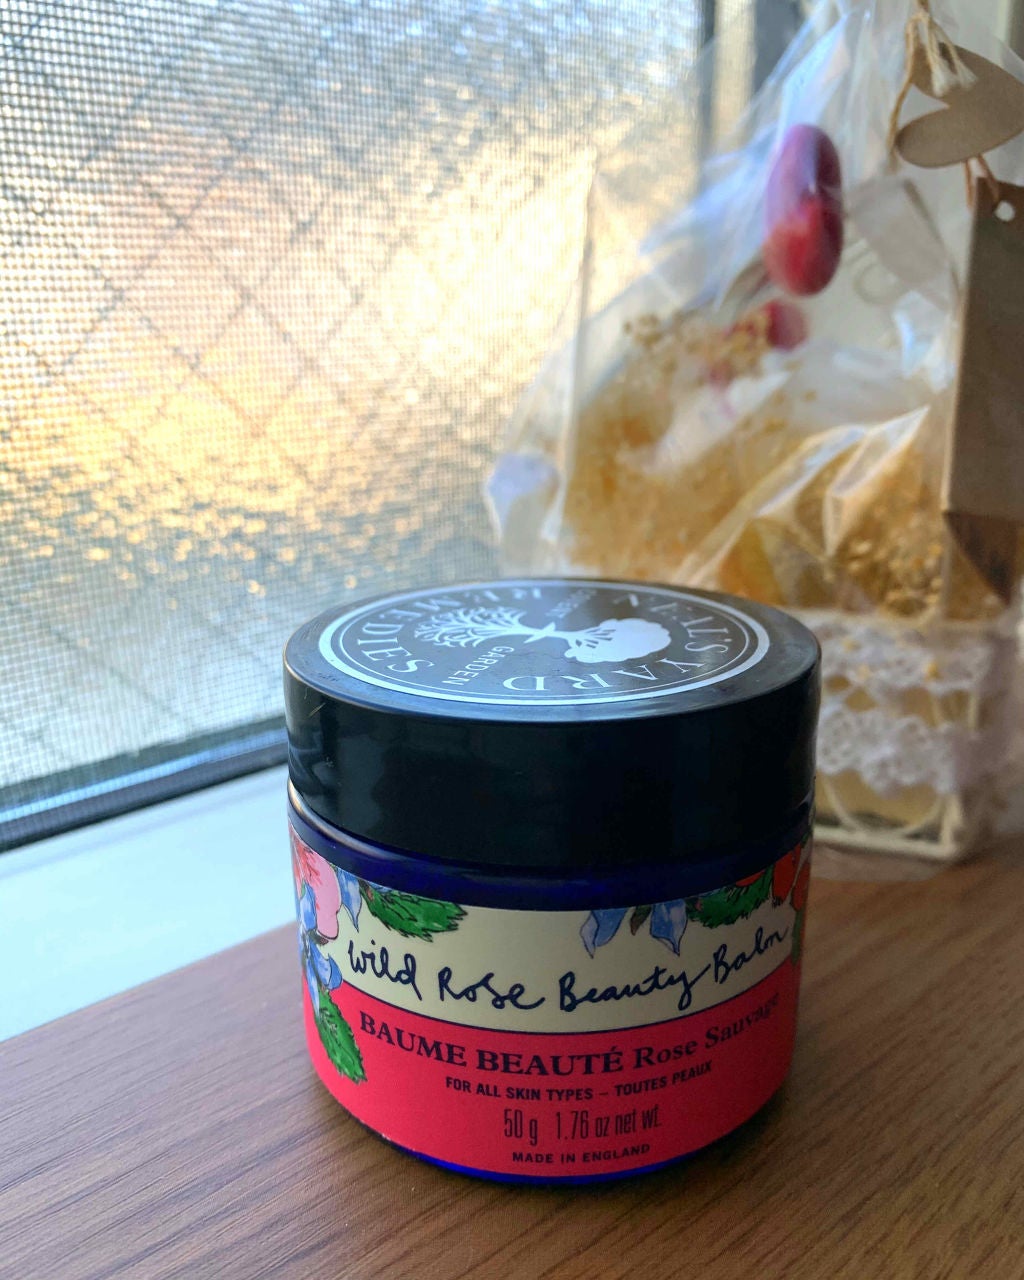 NEAL'S YARD
REMEDIES
COVENT
GARDEN
Wild Rose Beauty Balm
BAUME BEAUTÉ Rose Sauvage
FOR ALL SKIN TYPES – TOUTES PEAUX
50 g 1.76 oz net wt.
MADE IN ENGLAND